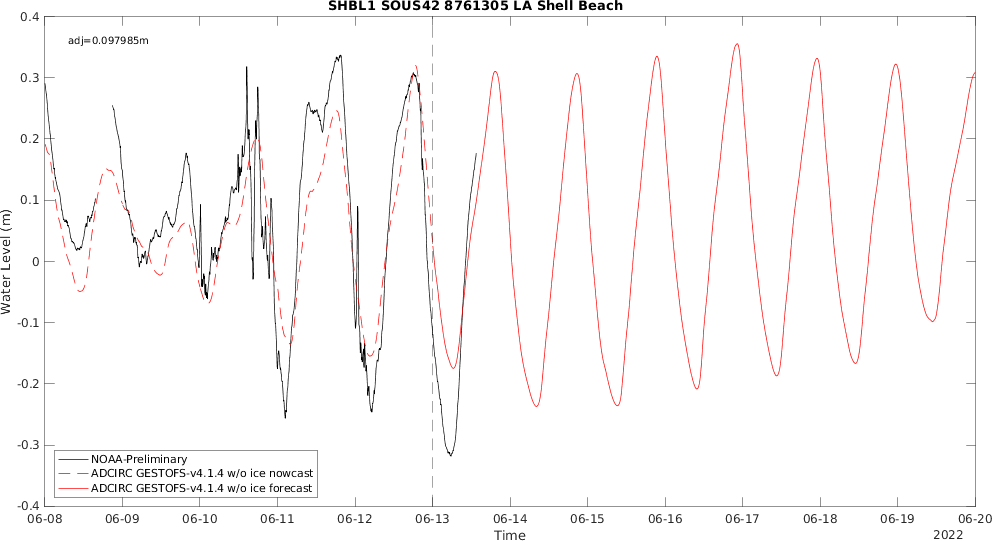 SHBL1 SOUS42 8761305 LA Shell Beach
adj=0.097985m
0.4
0.3
0.2
0.1
0
-0.1
-0.2
-0.3
-0.4
Water Level (m)
NOAA-Preliminary
ADCIRC GESTOFS-v4.1.4 w/o ice nowcast
ADCIRC GESTOFS-v4.1.4 w/o ice forecast
06-08 06-09 06-10 06-11 06-12 06-13 06-14 06-15 06-16 06-17 06-18 06-19 06-20
Time
2022